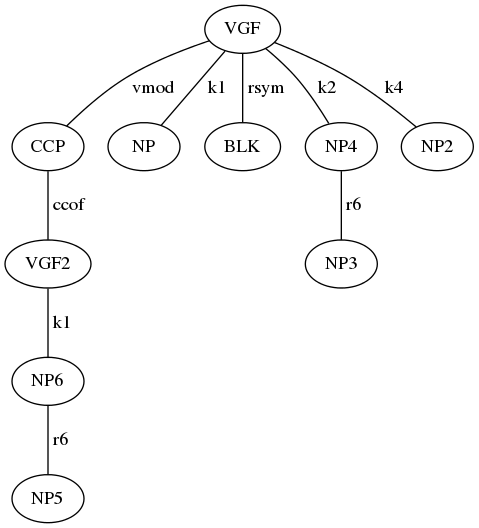 VGF
vmod k1 rsym k2 k4
CCP NP BLK NP4 NP2
ccof r6
VGF2 NP3
k1
NP6
r6
NP5